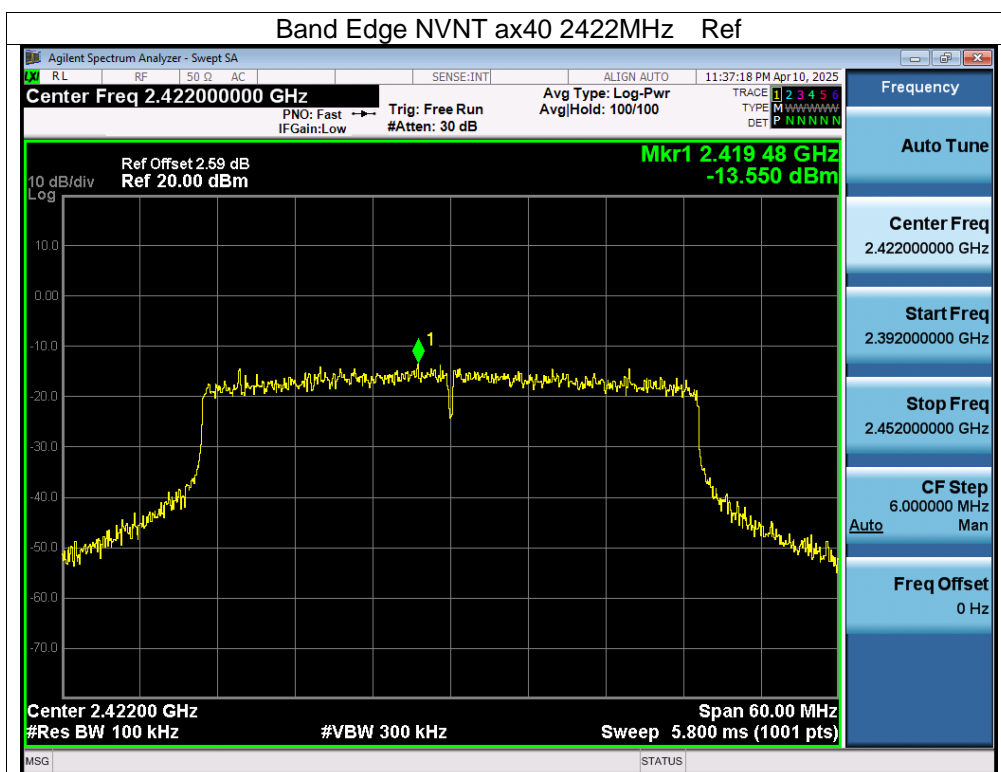 Band Edge NVNT ax40 2422MHz Ref
Agilent Spectrum Analyzer - Swept SA
LXI RL RF 50 Ω AC SENSE:INT ALIGN AUTO 11:37:18 PM Apr 10, 2025
Center Freq 2.422000000 GHz
PNO: Fast
IFGain:Low
Trig: Free Run
#Atten: 30 dB
Avg Type: Log-Pwr
Avg|Hold: 100/100
TRACE 1 2 3 4 5 6
TYPE M WWWWW
DET P N N N N N
Mkr1 2.419 48 GHz
-13.550 dBm
Ref Offset 2.59 dB
10 dB/div Ref 20.00 dBm
Log
10.0
0.00
-10.0
-20.0
-30.0
-40.0
-50.0
-60.0
-70.0
1
Center 2.42200 GHz Span 60.00 MHz
#Res BW 100 kHz #VBW 300 kHz Sweep 5.800 ms (1001 pts)
MSG STATUS
Frequency
Auto Tune
Center Freq
2.422000000 GHz
Start Freq
2.392000000 GHz
Stop Freq
2.452000000 GHz
CF Step
6.000000 MHz
Auto Man
Freq Offset
0 Hz